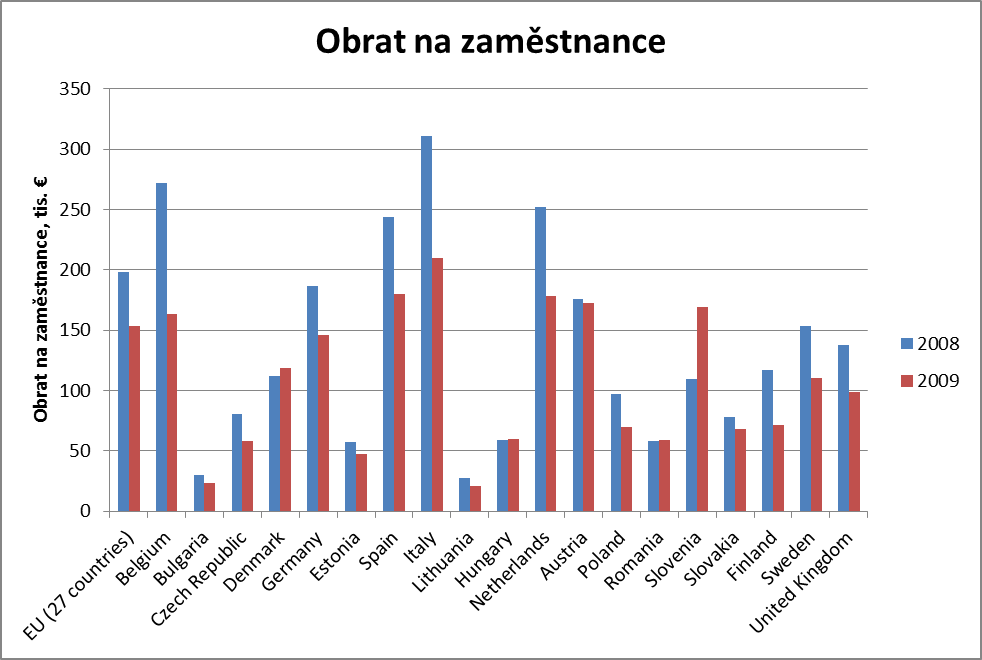 Obrat na zaměstnance
Obrat na zaměstnance, tis. €
350
300
250
200
150
100
50
0
EU (27 countries)
Belgium
Bulgaria
Czech Republic
Denmark
Germany
Estonia
Spain
Italy
Lithuania
Hungary
Netherlands
Austria
Poland
Romania
Slovenia
Slovakia
Finland
Sweden
United Kingdom
2008
2009